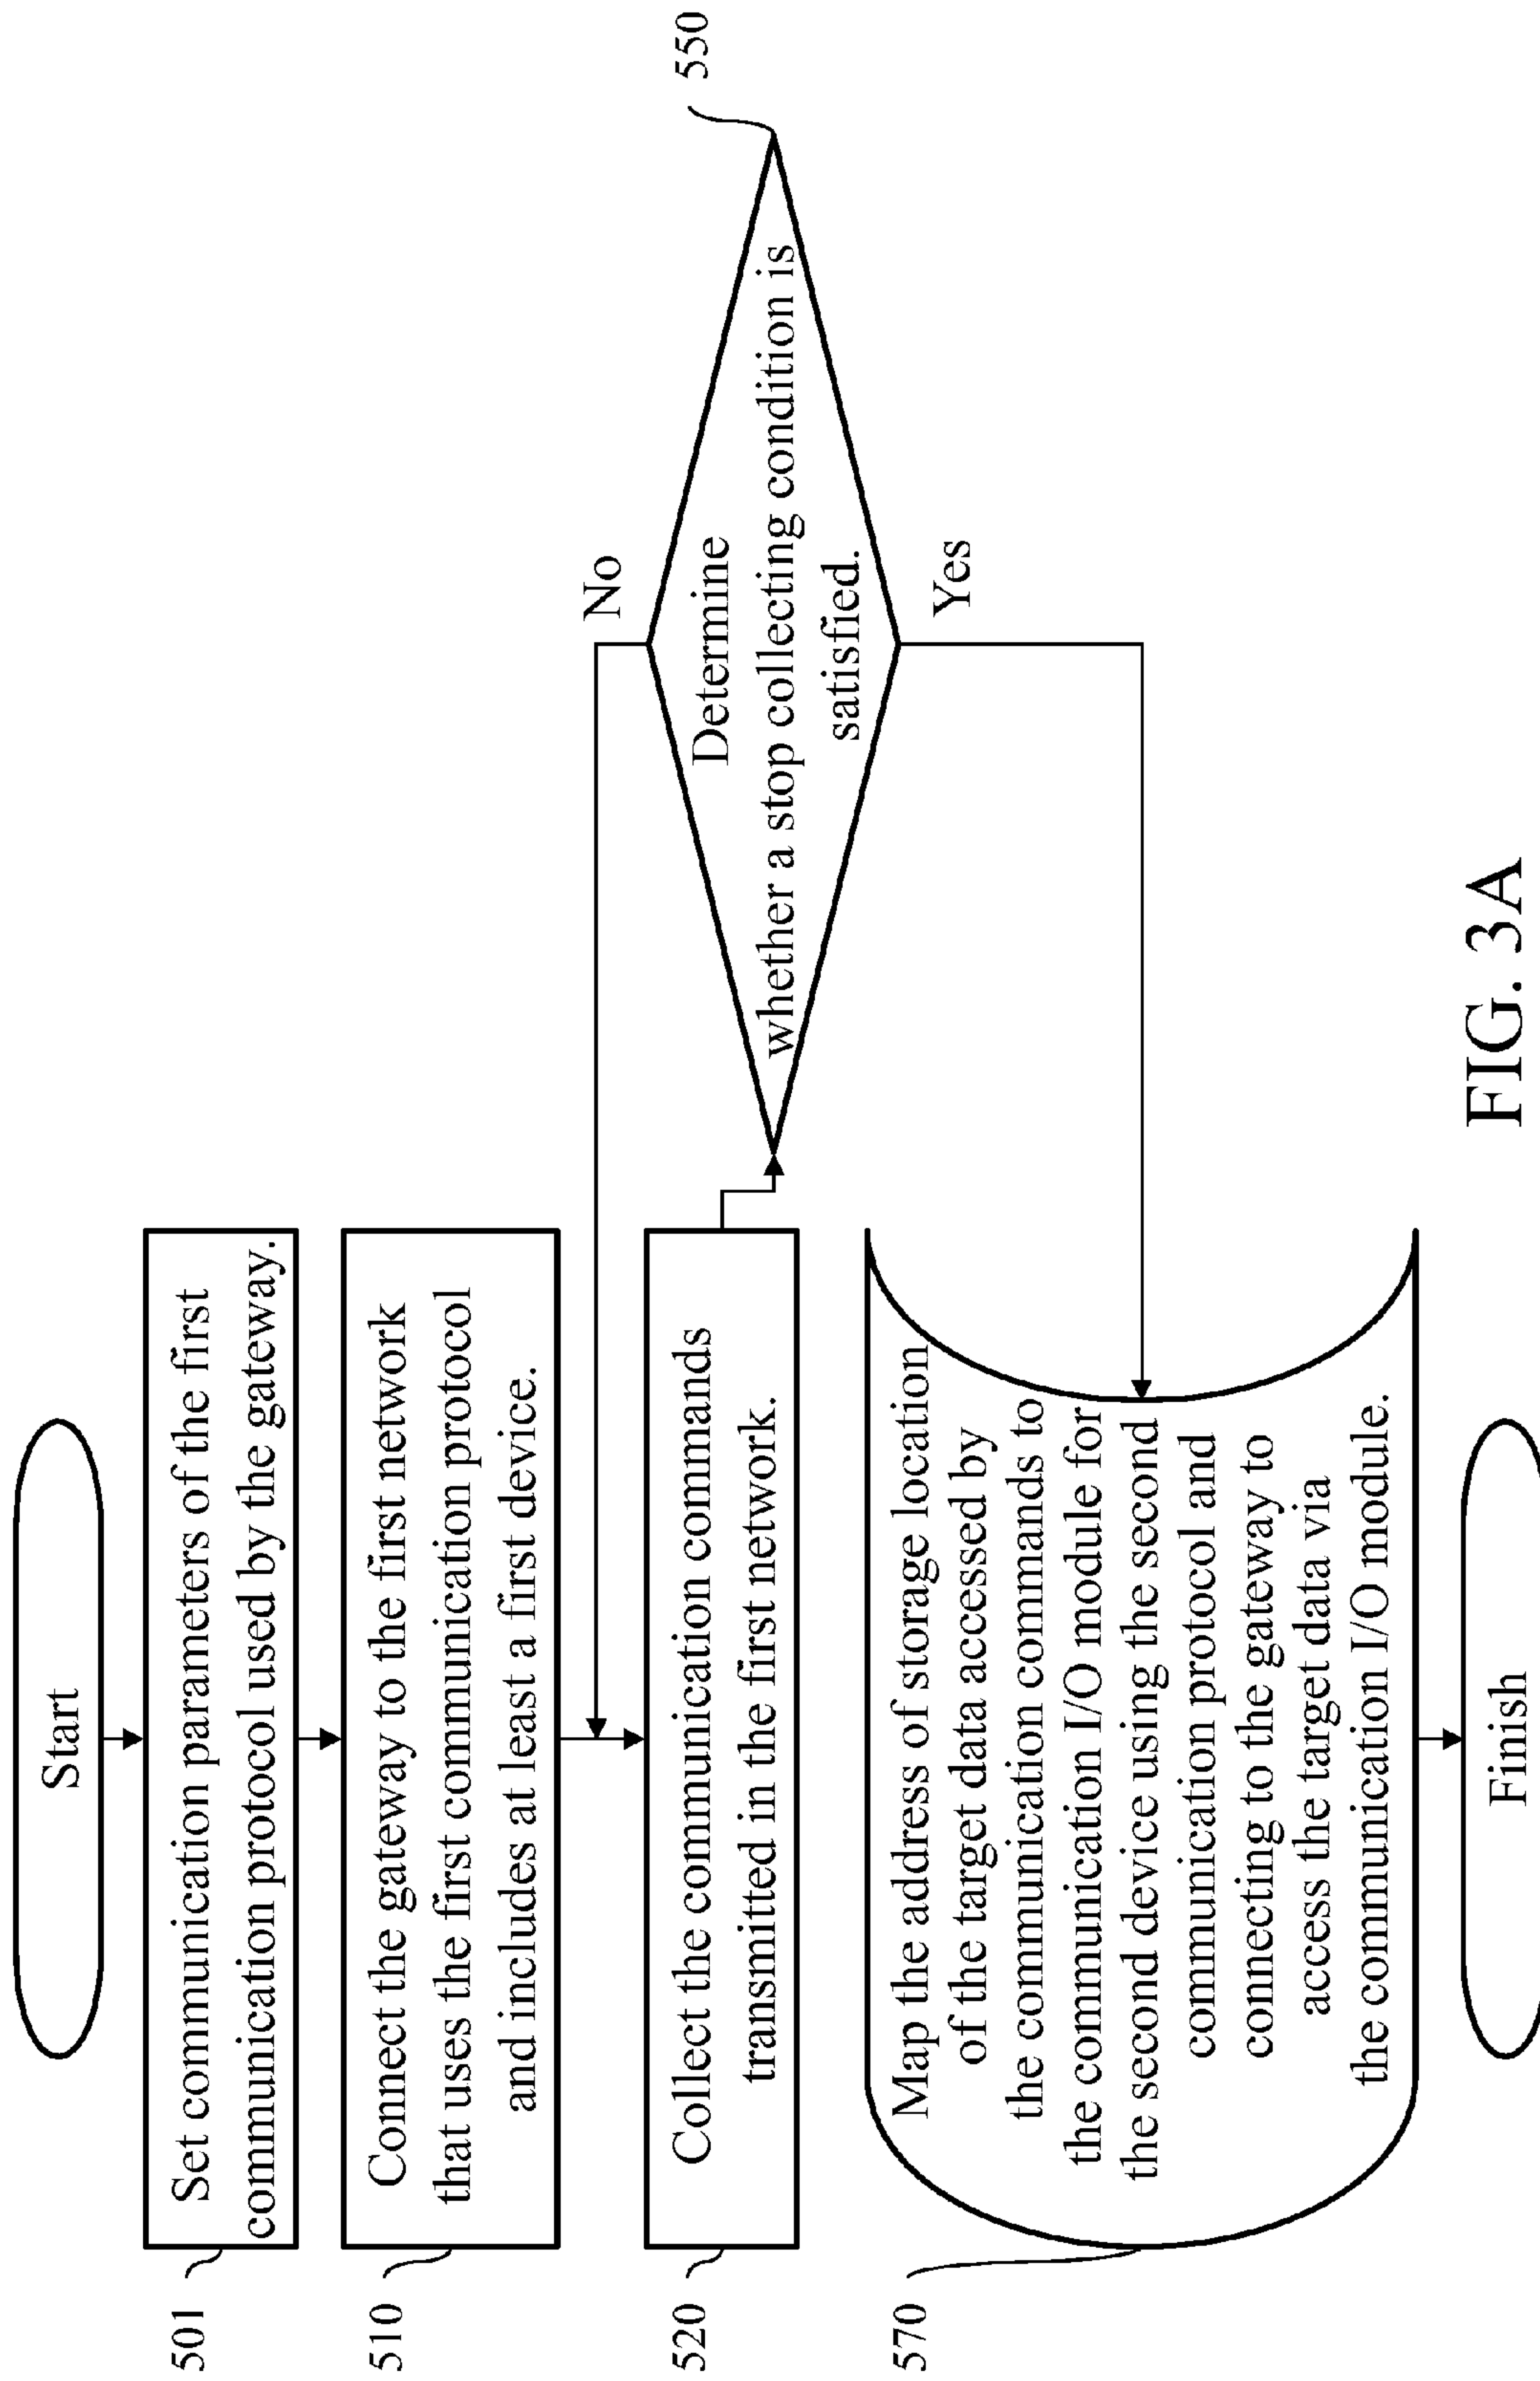 Start
501
Set communication parameters of the first
communication protocol used by the gateway.
510
Connect the gateway to the first network
that uses the first communication protocol
and includes at least a first device.
520
Collect the communication commands
transmitted in the first network.
550
Determine
whether a stop collecting condition is
satisfied.
No
Yes
570
Map the address of storage location
of the target data accessed by
the communication commands to
the communication I/O module for
the second device using the second
communication protocol and
connecting to the gateway to
access the target data via
the communication I/O module.
Finish
FIG. 3A